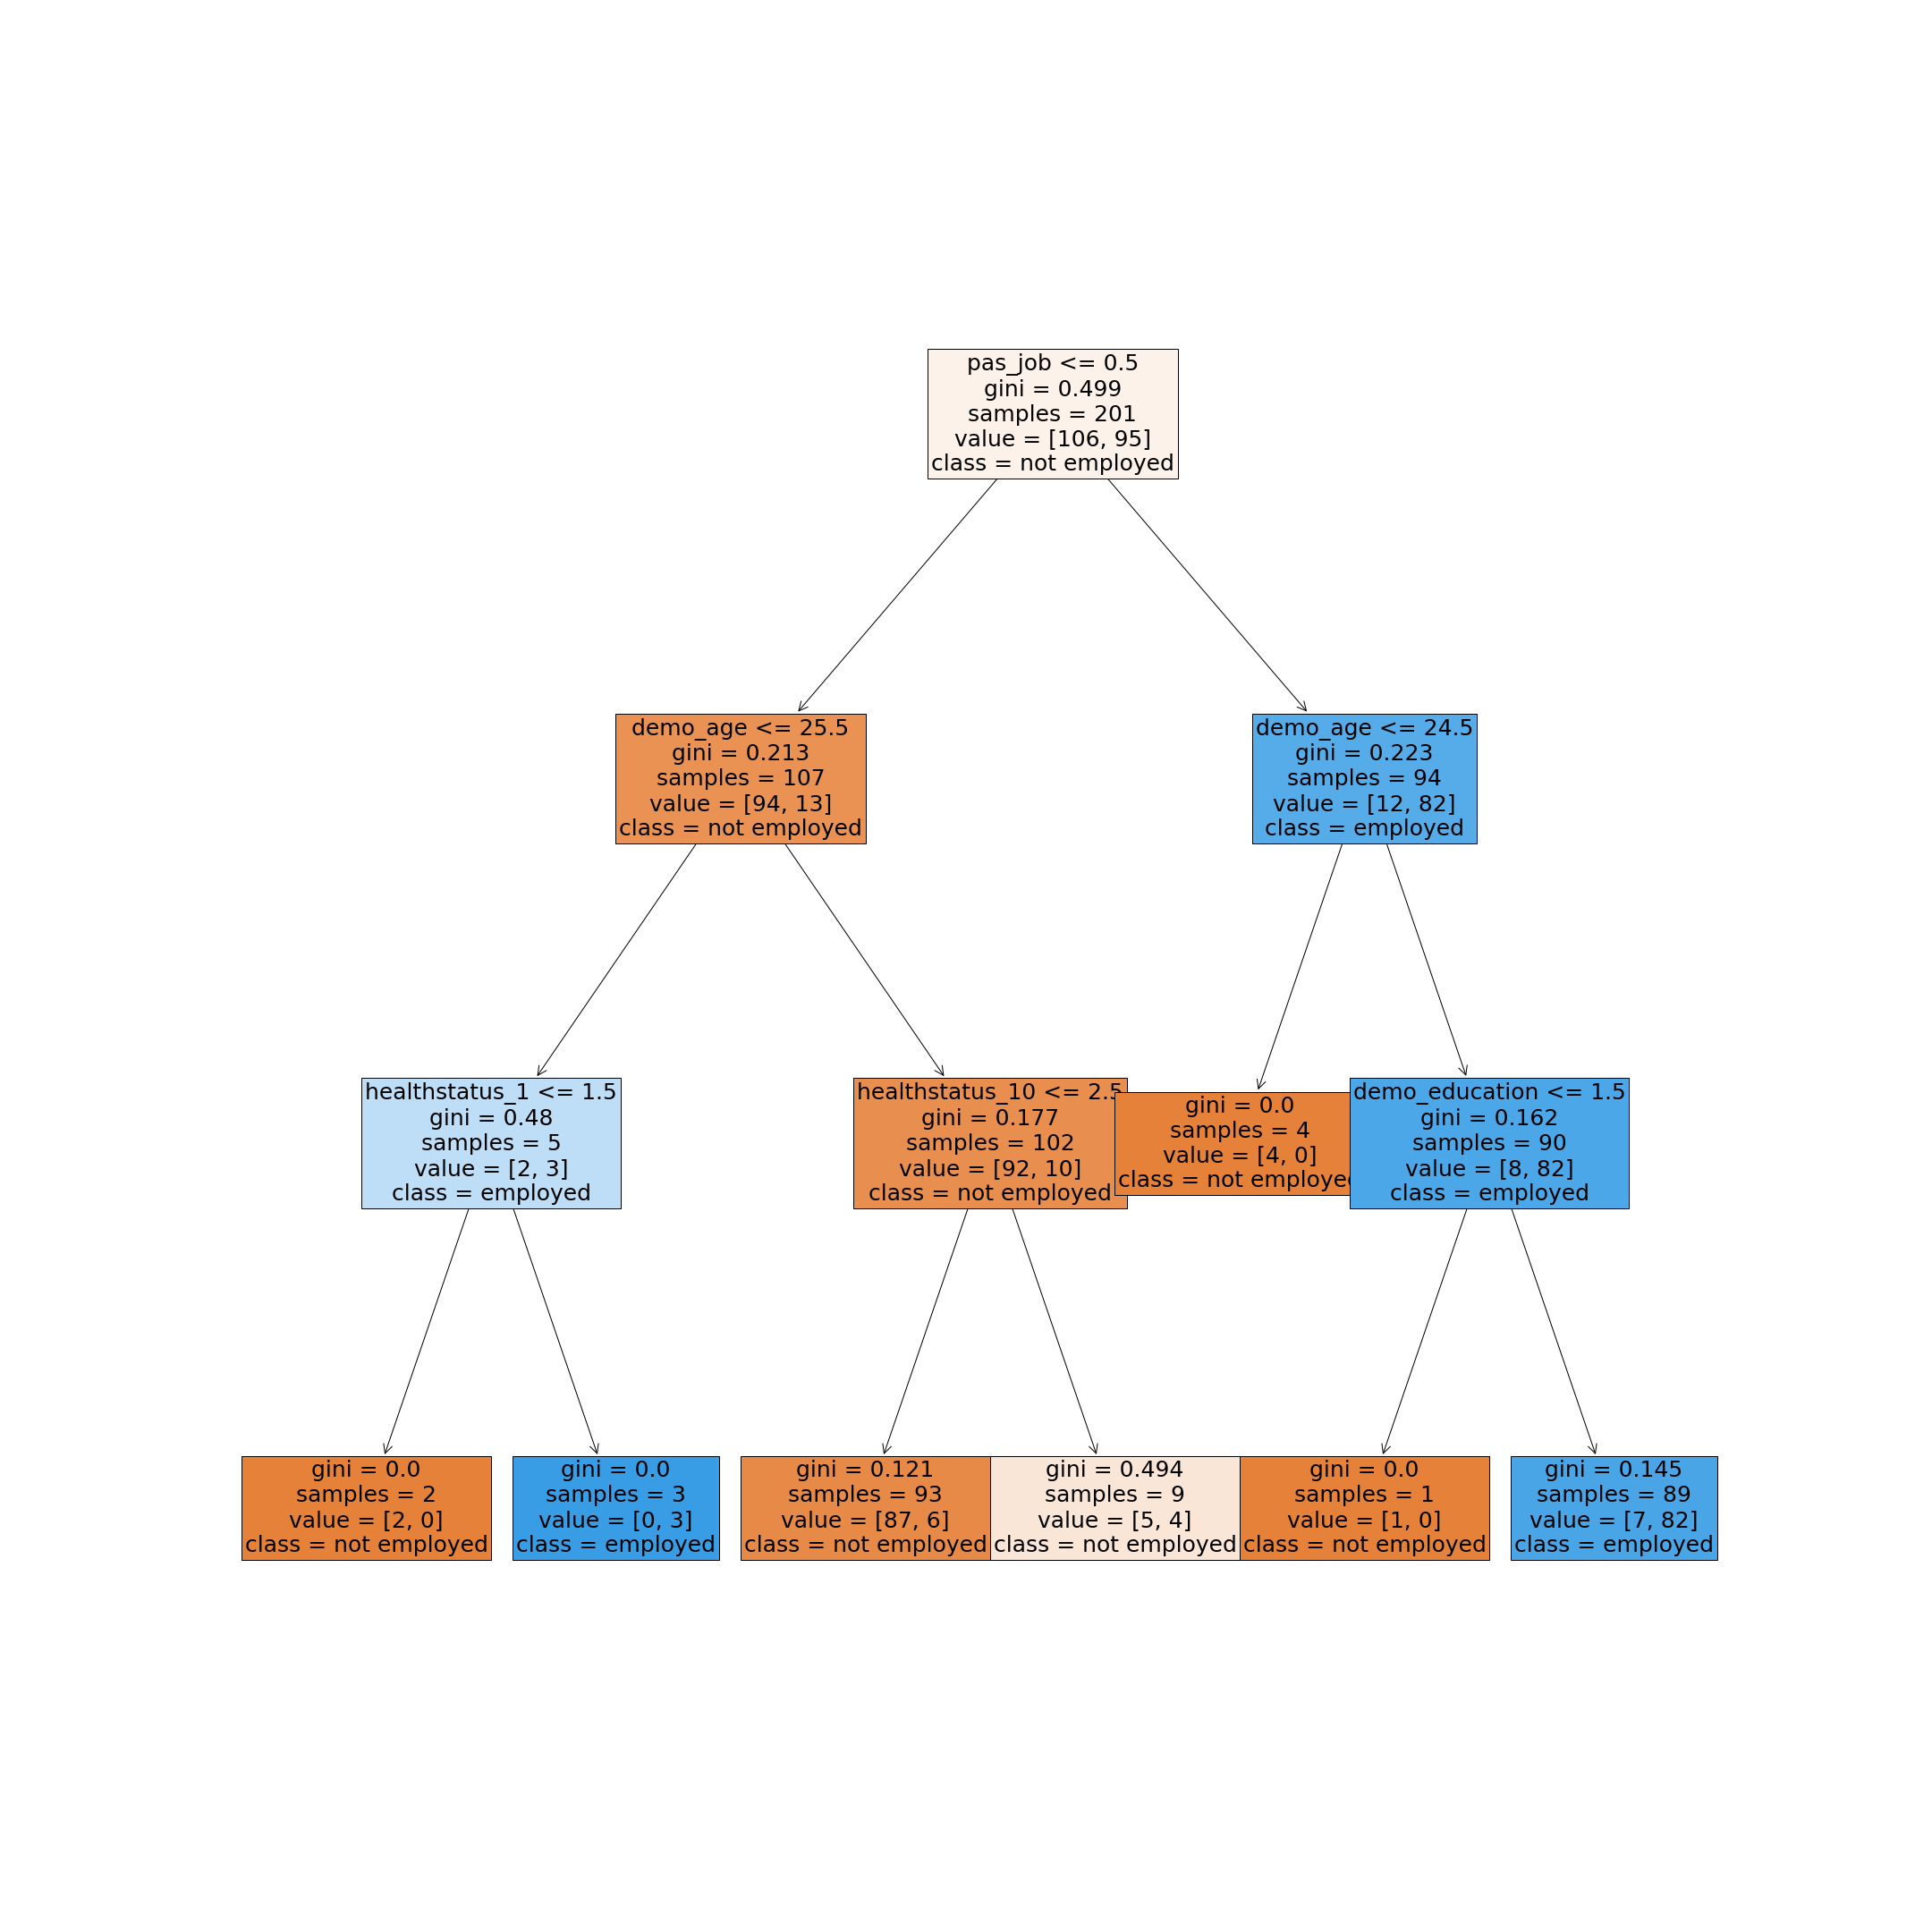 pas_job <= 0.5
gini = 0.499
samples = 201
value = [106, 95]
class = not employed
demo_age <= 25.5
gini = 0.213
samples = 107
value = [94, 13]
class = not employed
demo_age <= 24.5
gini = 0.223
samples = 94
value = [12, 82]
class = employed
healthstatus_1 <= 1.5
gini = 0.48
samples = 5
value = [2, 3]
class = employed
healthstatus_10 <= 2.5
gini = 0.177
samples = 102
value = [92, 10]
class = not employed
gini = 0.0
samples = 4
value = [4, 0]
class = not employed
demo_education <= 1.5
gini = 0.162
samples = 90
value = [8, 82]
class = employed
gini = 0.0
samples = 2
value = [2, 0]
class = not employed
gini = 0.0
samples = 3
value = [0, 3]
class = employed
gini = 0.121
samples = 93
value = [87, 6]
class = not employed
gini = 0.494
samples = 9
value = [5, 4]
class = not employed
gini = 0.0
samples = 1
value = [1, 0]
class = not employed
gini = 0.145
samples = 89
value = [7, 82]
class = employed